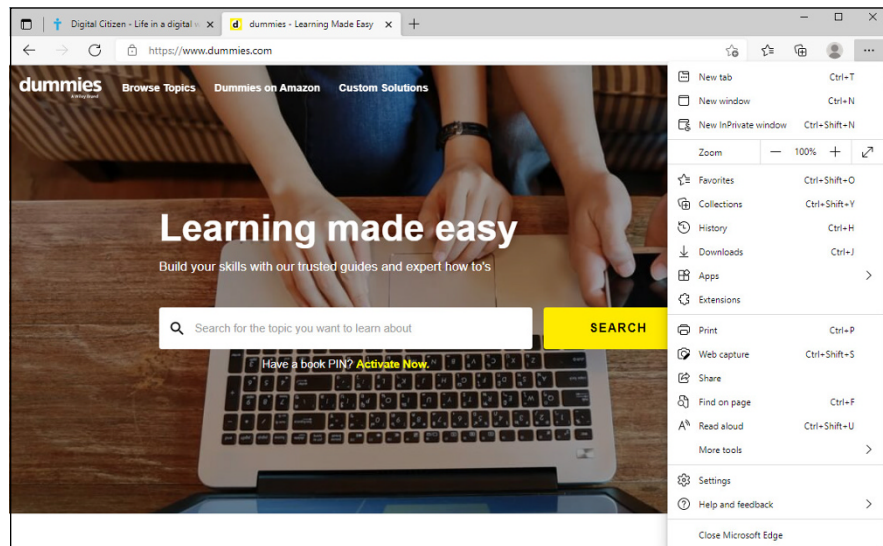 Digital Citizen - Life in a digital w
dummies - Learning Made Easy
https://www.dummies.com
dummies
A Wiley Brand
Browse Topics Dummies on Amazon Custom Solutions
Learning made easy
Build your skills with our trusted guides and expert how to's
Search for the topic you want to learn about
SEARCH
Have a book PIN? Activate Now.
New tab Ctrl+T
New window Ctrl+N
New InPrivate window Ctrl+Shift+N
Zoom 100%
Favorites Ctrl+Shift+O
Collections Ctrl+Shift+Y
History Ctrl+H
Downloads Ctrl+J
Apps
Extensions
Print Ctrl+P
Web capture Ctrl+Shift+S
Share
Find on page Ctrl+F
Read aloud Ctrl+Shift+U
More tools
Settings
Help and feedback
Close Microsoft Edge